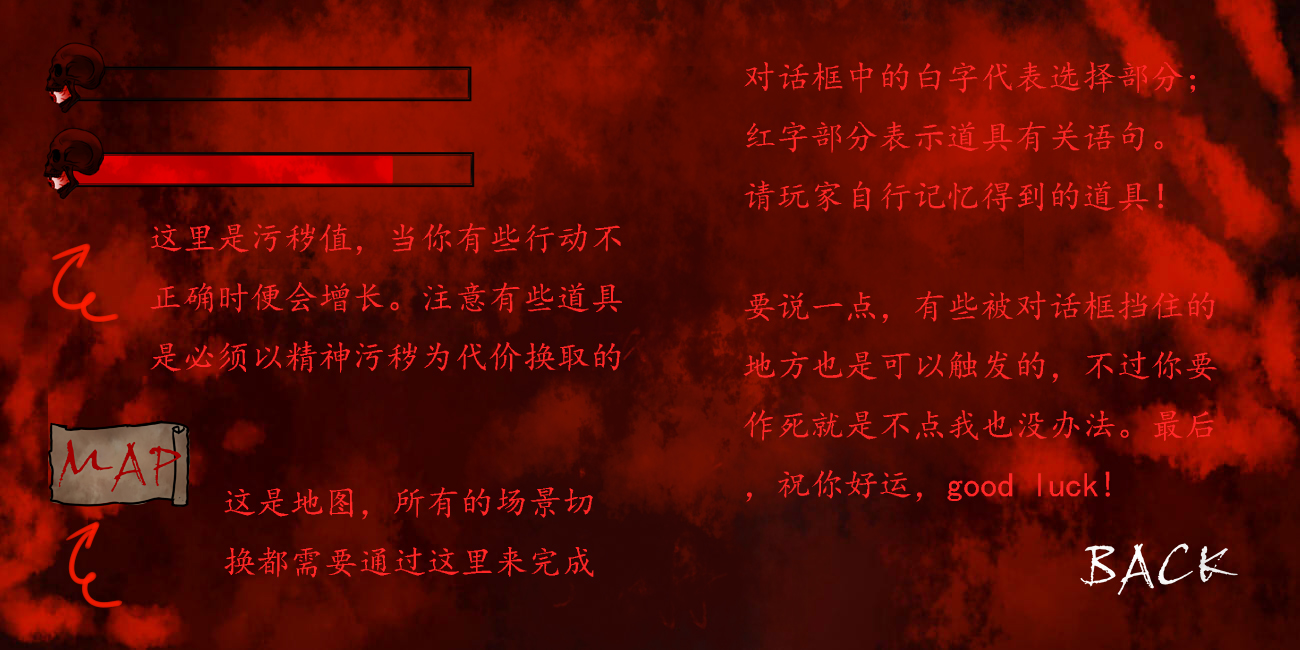 这里是污秽值，当你有些行动不
正确时便会增长。注意有些道具
是必须以精神污秽为代价换取的
MAP
这是地图，所有的场景切
换都需要通过这里来完成
对话框中的白字代表选择部分；
红字部分表示道具有关语句。
请玩家自行记忆得到的道具！
要说一点，有些被对话框挡住的
地方也是可以触发的，不过你要
作死就是不点我也没办法。最后
，祝你好运，good luck！
BACK